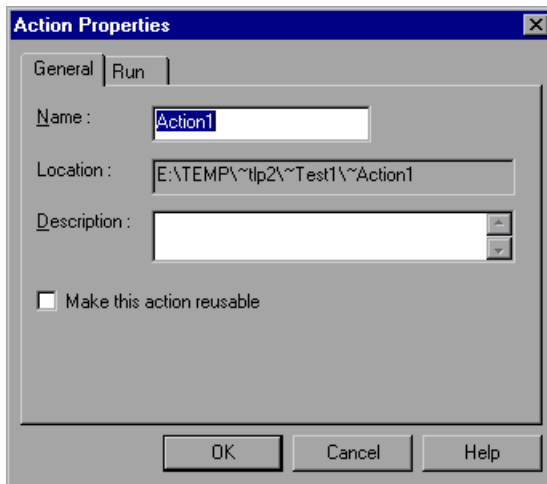 Action Properties
General Run
Name : Action1
Location : E:\TEMP\~tlp2\~Test1\~Action1
Description :
Make this action reusable
OK Cancel Help